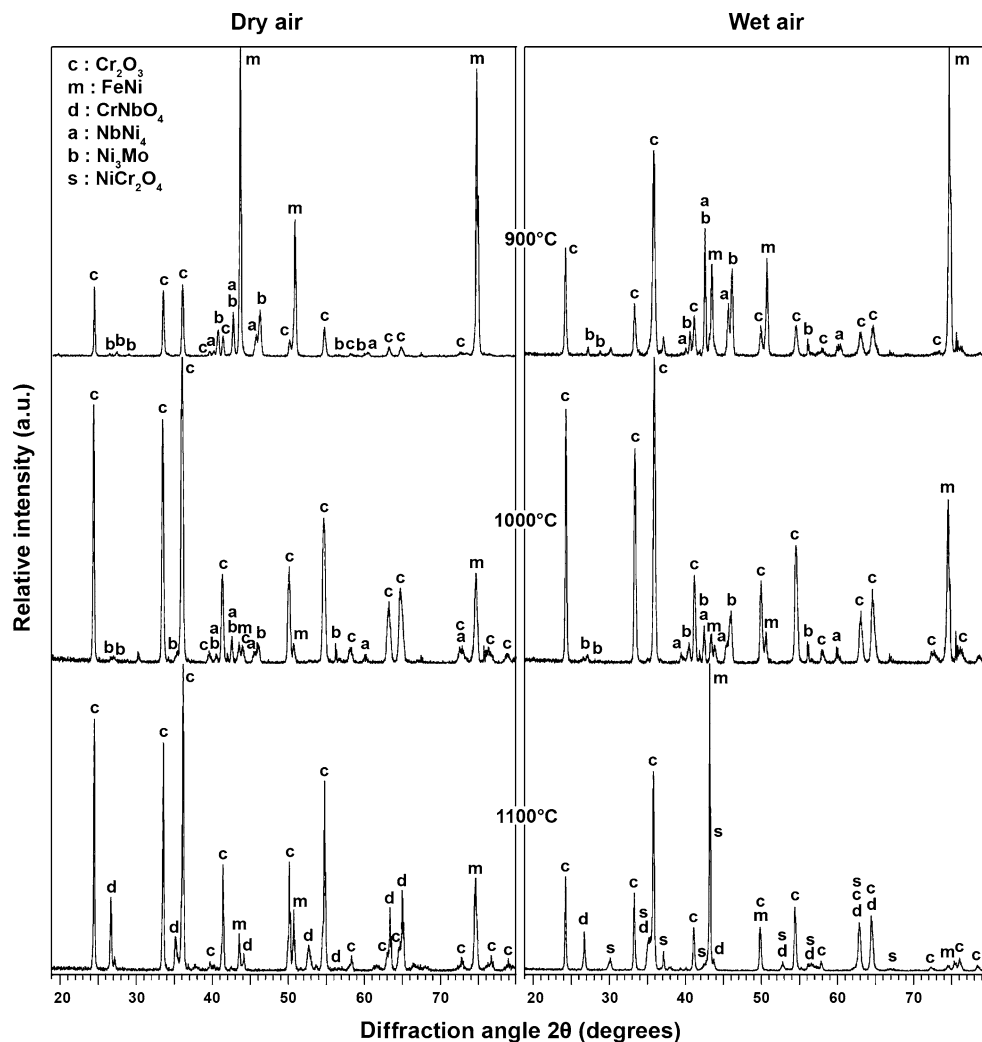 Dry air
Wet air
c : Cr₂O₃
m : FeNi
d : CrNbO₄
a : NbNi₄
b : Ni₃Mo
s : NiCr₂O₄
c c c b b b c a b c a b m a b c m c b c b a c c c m
900°C
c b b c c a b c a b m a b c m c b c a c c c m
c b b c b c c a b c a b m c a b c m c b c a c c m c a c c
1000°C
c b b c c a b c b a m a b c m c b c a c c m c c
c d c d c c c m d c m d c d c c d c d m c c c
1100°C
c d s c s d c s c s m s d c m s d c s d c s c d c d s c m c c
20 30 40 50 60 70
20 30 40 50 60 70
Relative intensity (a.u.)
Diffraction angle 2θ (degrees)